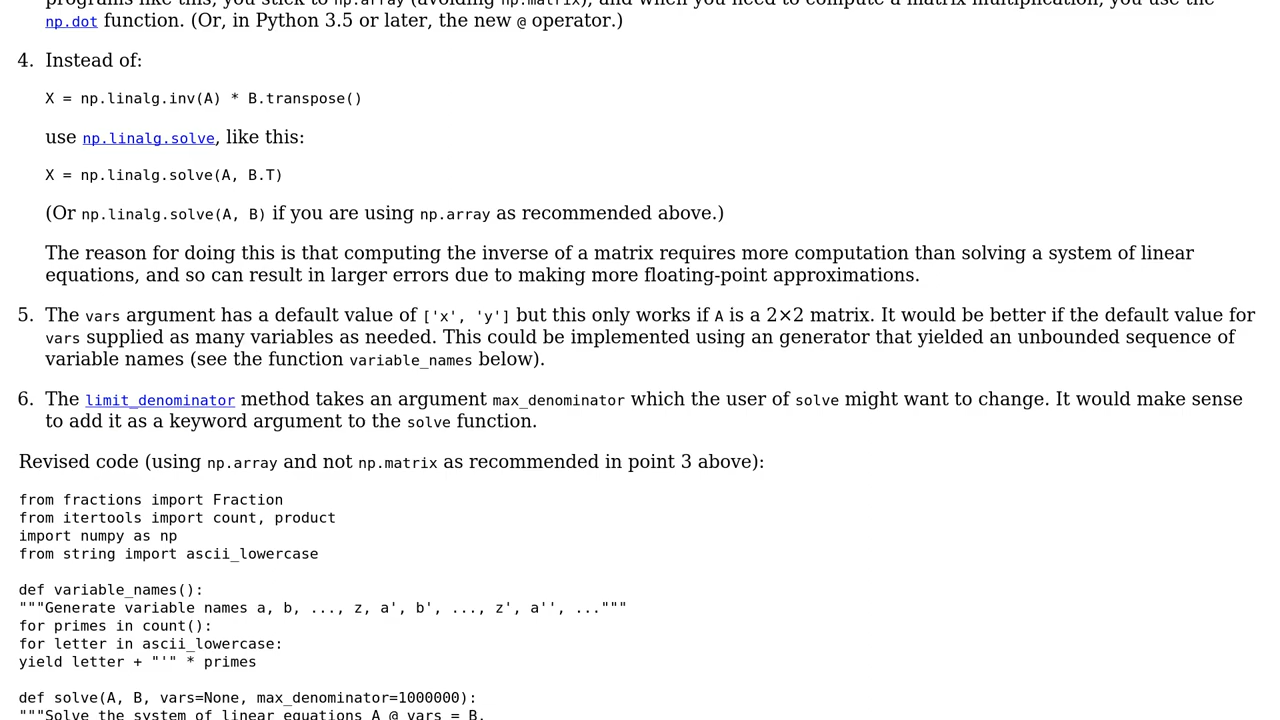 programs like this, you stick to np.array (avoiding np.matrix), and when you need to compute a matrix multiplication, you use the
np.dot function. (Or, in Python 3.5 or later, the new @ operator.)
4. Instead of:
X = np.linalg.inv(A) * B.transpose()
use np.linalg.solve, like this:
X = np.linalg.solve(A, B.T)
(Or np.linalg.solve(A, B) if you are using np.array as recommended above.)
The reason for doing this is that computing the inverse of a matrix requires more computation than solving a system of linear
equations, and so can result in larger errors due to making more floating-point approximations.
5. The vars argument has a default value of ['x', 'y'] but this only works if A is a 2×2 matrix. It would be better if the default value for
vars supplied as many variables as needed. This could be implemented using an generator that yielded an unbounded sequence of
variable names (see the function variable_names below).
6. The limit_denominator method takes an argument max_denominator which the user of solve might want to change. It would make sense
to add it as a keyword argument to the solve function.
Revised code (using np.array and not np.matrix as recommended in point 3 above):
from fractions import Fraction
from itertools import count, product
import numpy as np
from string import ascii_lowercase
def variable_names():
"""Generate variable names a, b, ..., z, a', b', ..., z', a'', ..."""
for primes in count():
for letter in ascii_lowercase:
yield letter + "'" * primes
def solve(A, B, vars=None, max_denominator=1000000):
"""Solve the system of linear equations A @ vars = B,